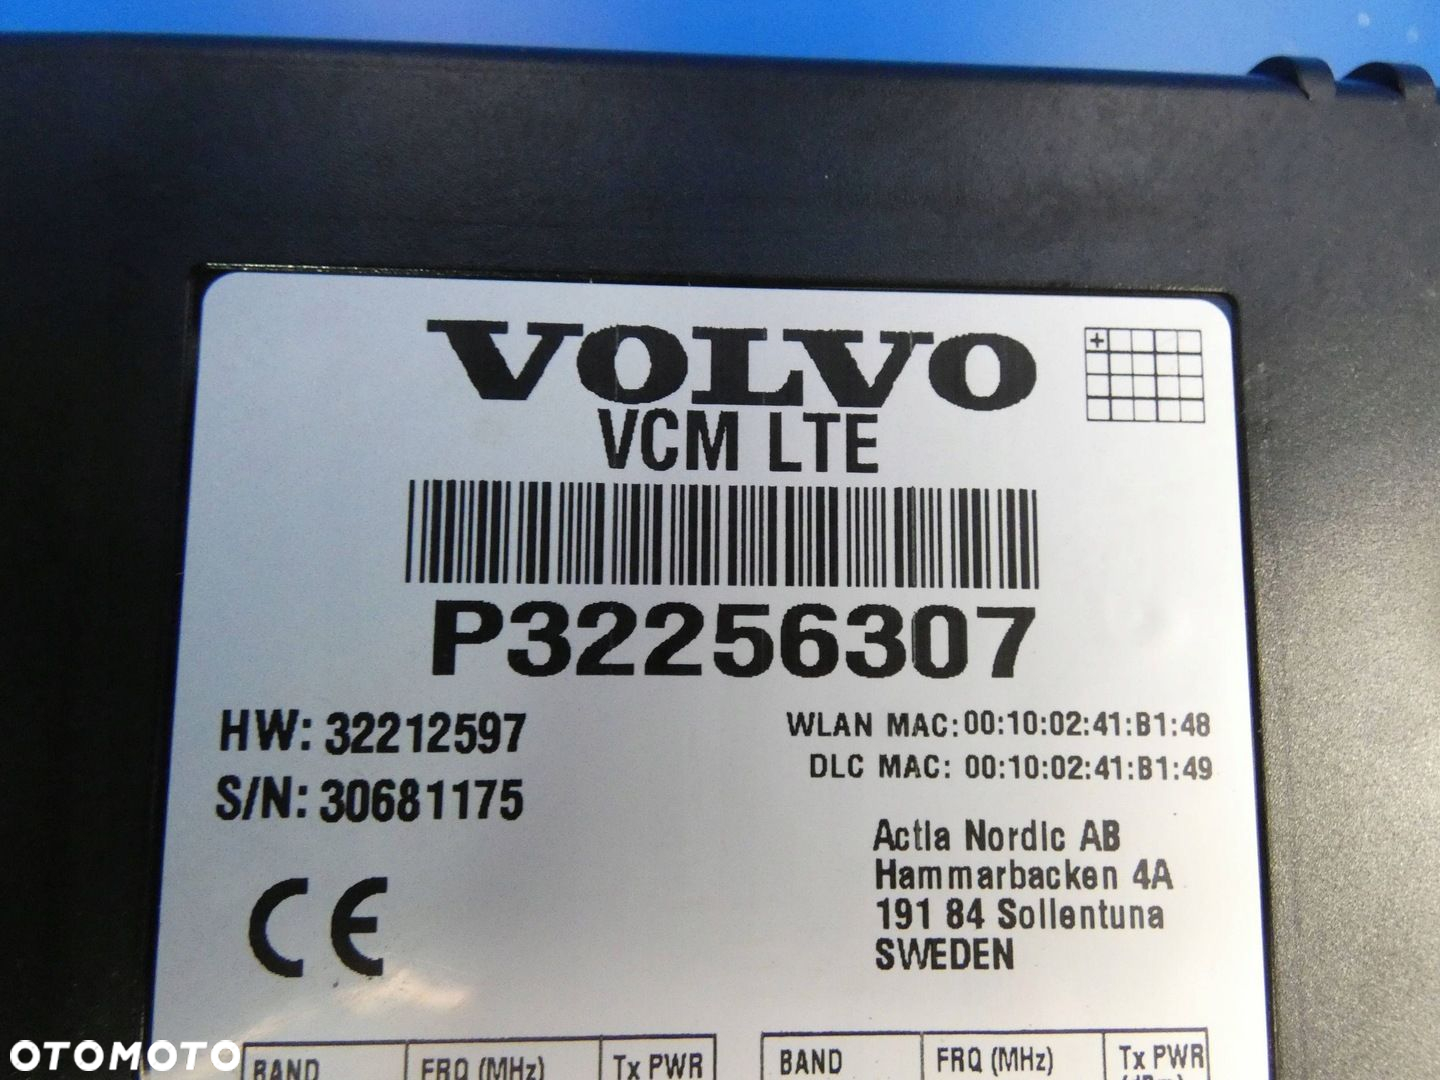 VOLVO
VCM LTE
P32256307
HW: 32212597
S/N: 30681175
WLAN MAC: 00:10:02:41:B1:48
DLC MAC: 00:10:02:41:B1:49
Actia Nordic AB
Hammarbacken 4A
191 84 Sollentuna
SWEDEN
CE
BAND FRQ (MHz) Tx PWR
BAND FRQ (MHz) Tx PWR
OTOMOTO